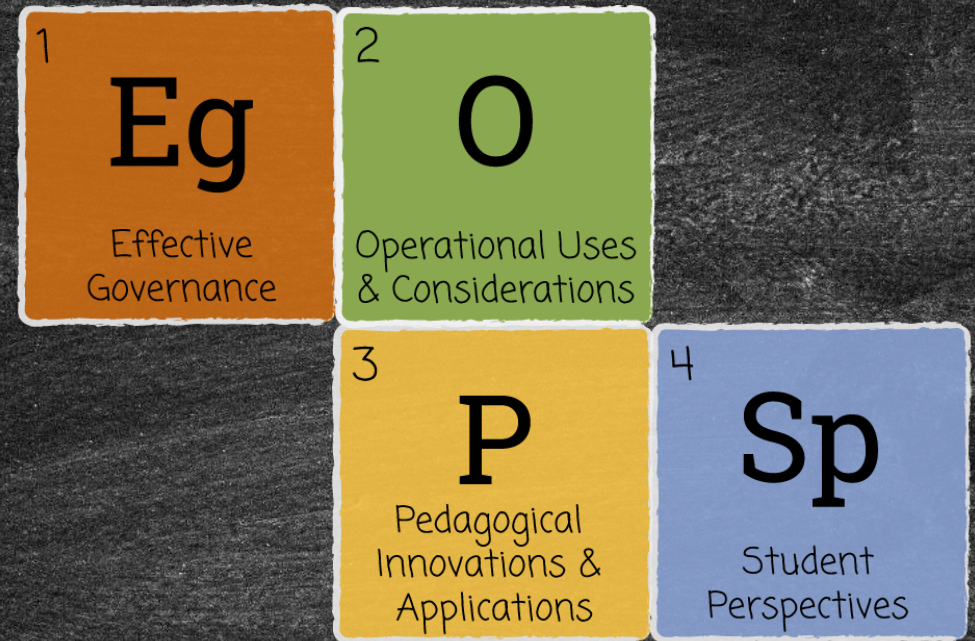 1
Eg
Effective
Governance
2
O
Operational Uses
& Considerations
3
P
Pedagogical
Innovations &
Applications
4
Sp
Student
Perspectives